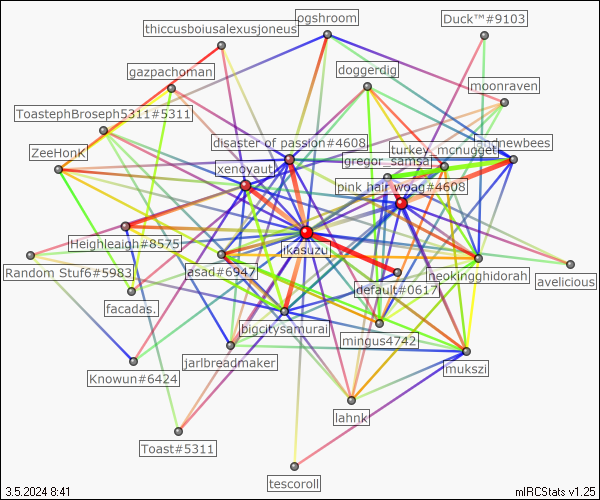 thiccusboiusalexusjoneus
ogshroom
Duck™#9103
gazpachoman
doggerdig
moonraven
ToastephBroseph5311#5311
disaster of passion#4608
turkey_mcnugget
andnewbees
ZeeHonK
xenoyaut
gregor_samsa
pink hair woag#4608
Heighleaigh#8575
ikasuzu
Random Stuf6#5983
asad#6947
default#0617
neokingghidorah
avelicious
facadas.
bigcitysamurai
mingus4742
jarlbreadmaker
mukszi
Knowun#6424
lahnk
Toast#5311
tescoroll
3.5.2024 8:41
mIRCStats v1.25